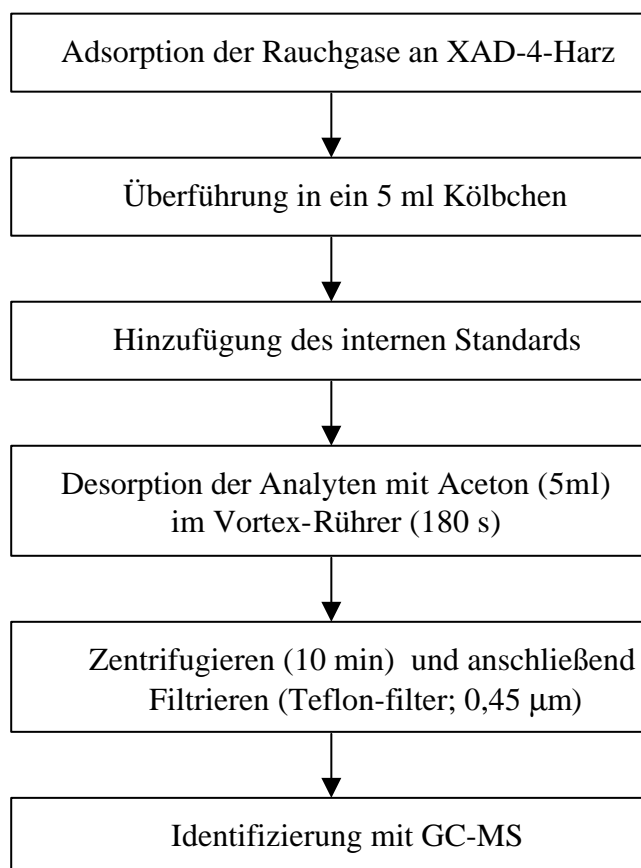 Adsorption der Rauchgase an XAD-4-Harz
Überführung in ein 5 ml Kölbchen
Hinzufügung des internen Standards
Desorption der Analyten mit Aceton (5ml)
im Vortex-Rührer (180 s)
Zentrifugieren (10 min)  und anschließend
Filtrieren (Teflon-filter; 0,45 µm)
Identifizierung mit GC-MS